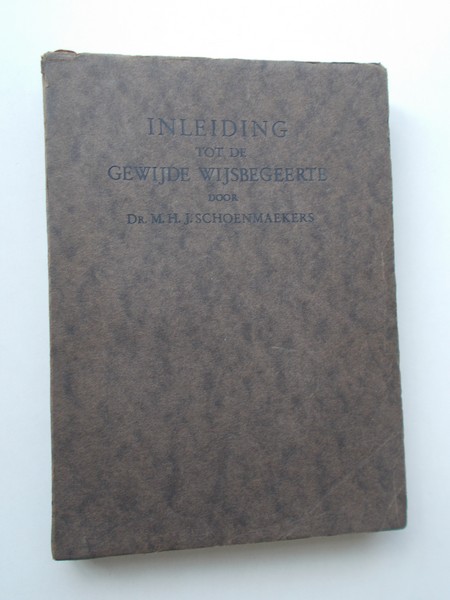 INLEIDING
TOT DE
GEWIJDE WIJSBEGEERTE
DOOR
DR. M. H. J. SCHOENMAEKERS